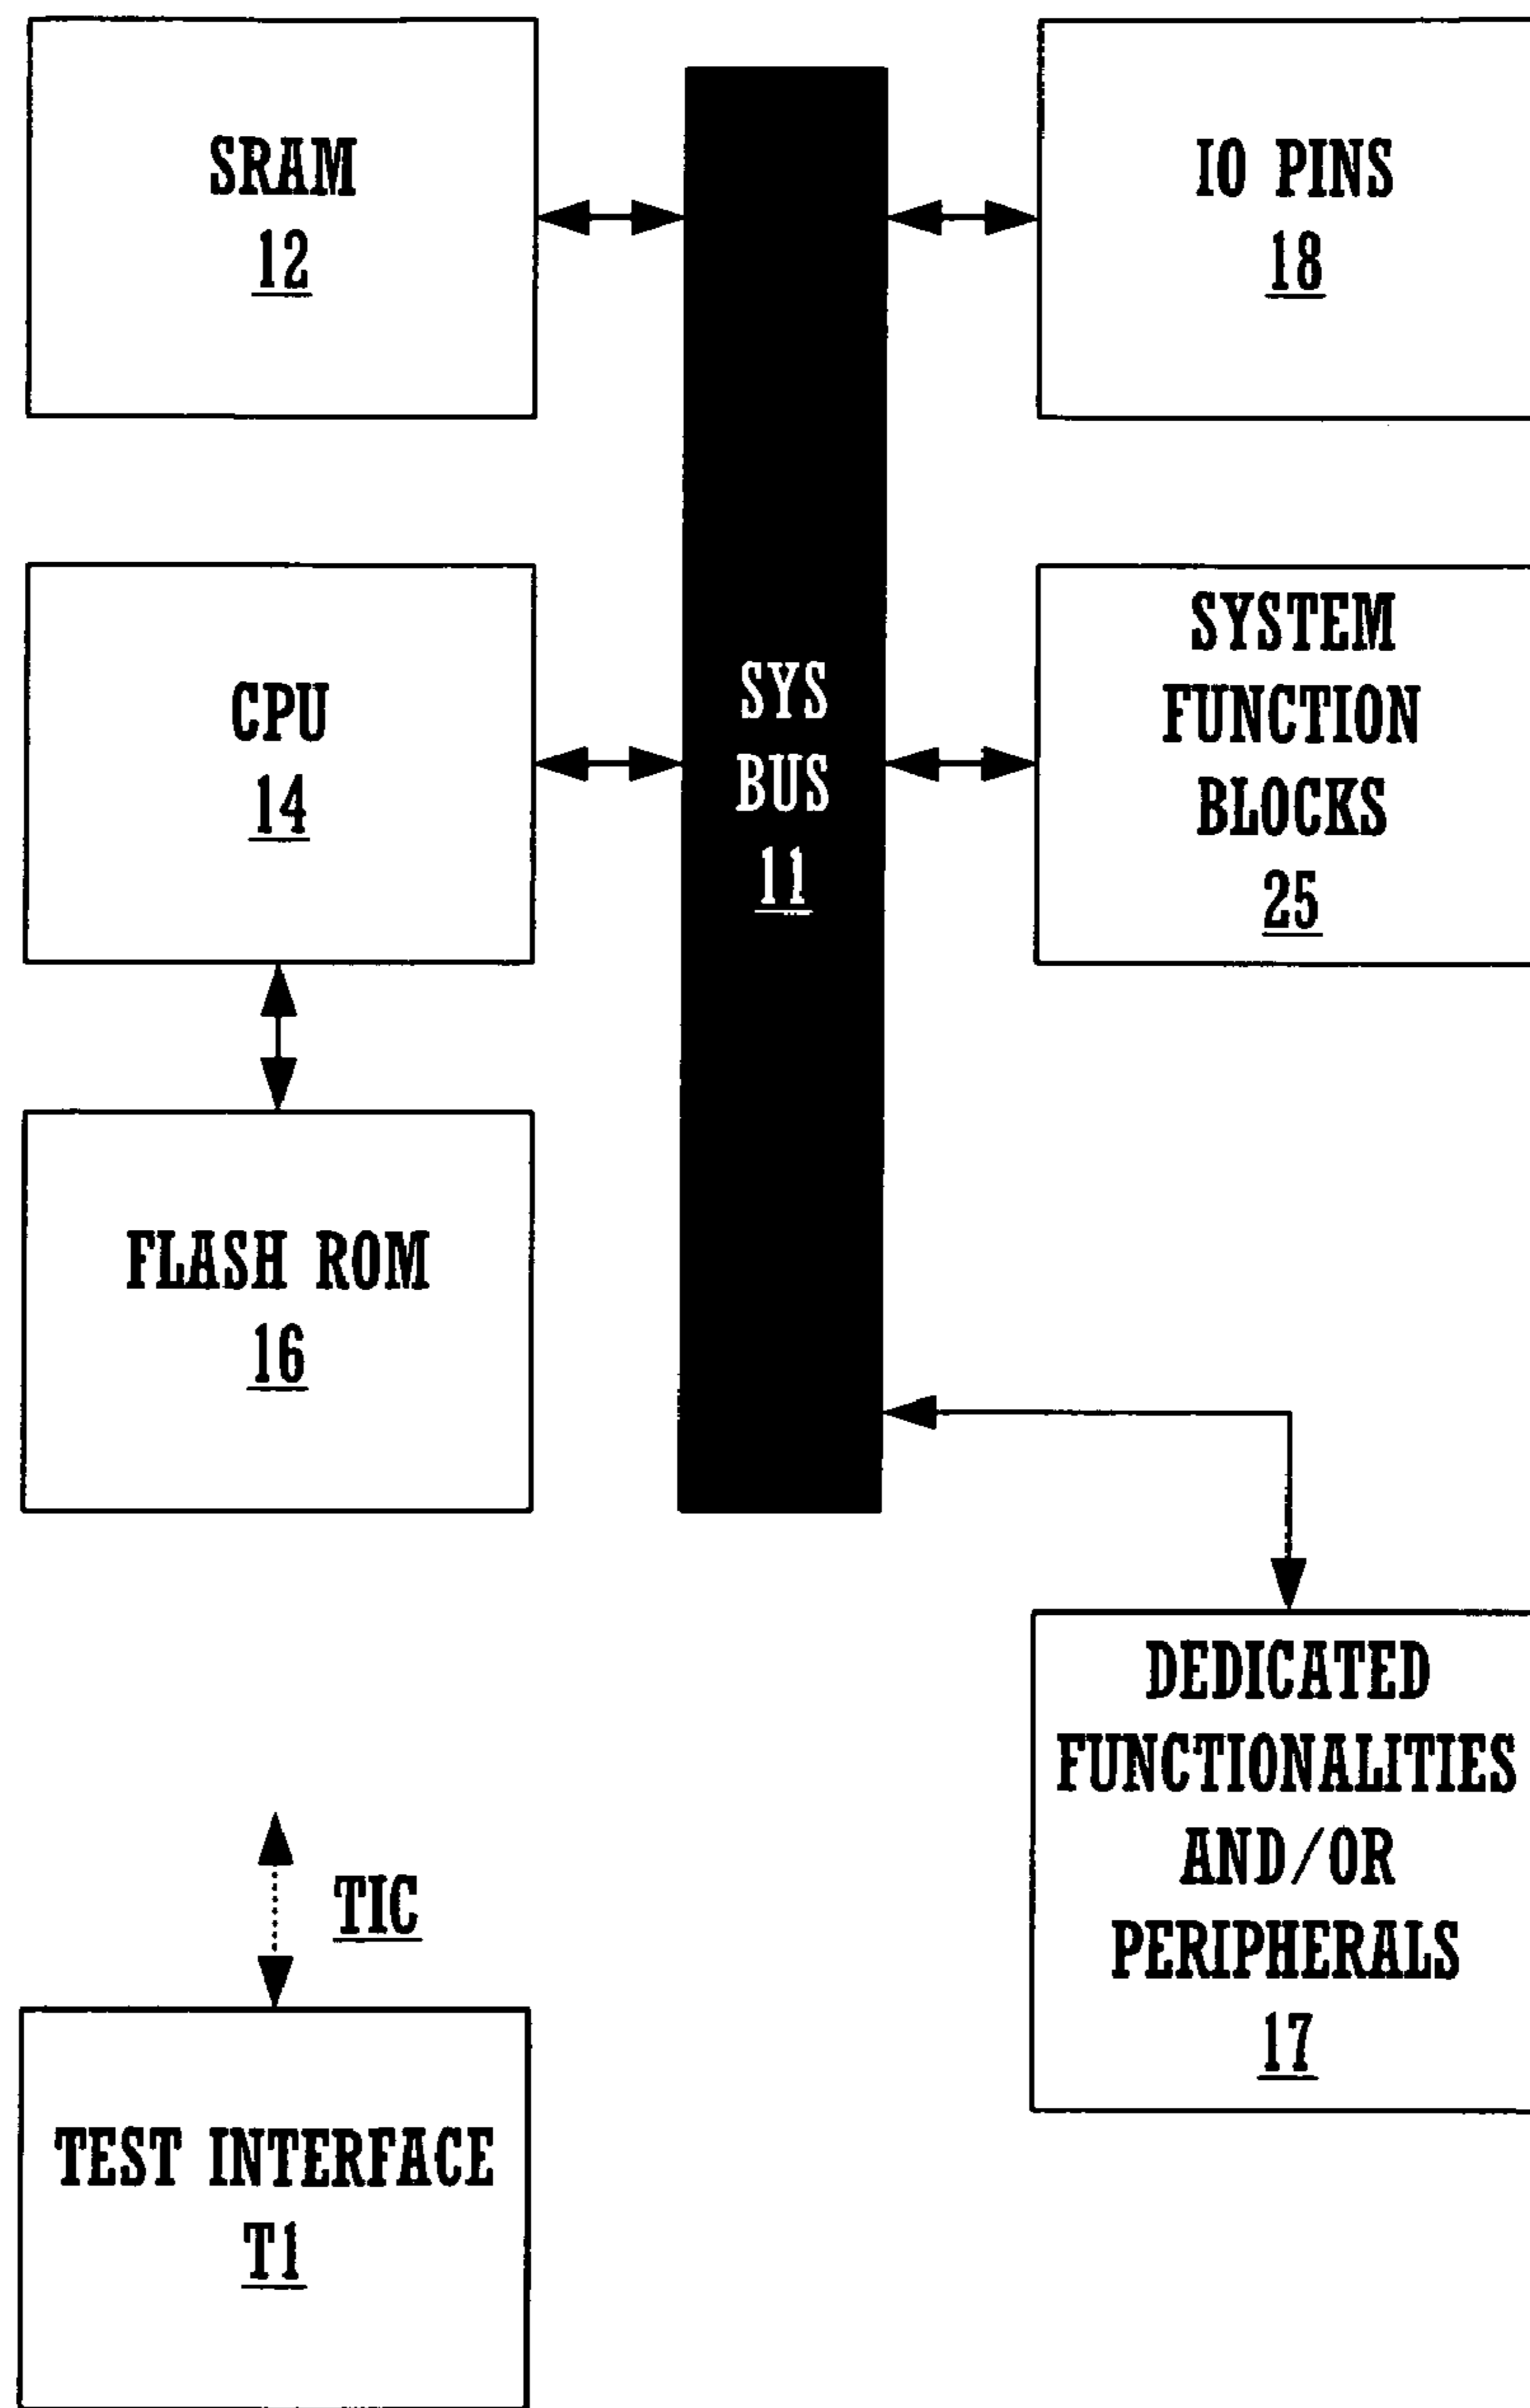 SRAM
12
IO PINS
18
CPU
14
SYS
BUS
11
SYSTEM
FUNCTION
BLOCKS
25
FLASH ROM
16
DEDICATED
FUNCTIONALITIES
AND/OR
PERIPHERALS
17
TIC
TEST INTERFACE
T1